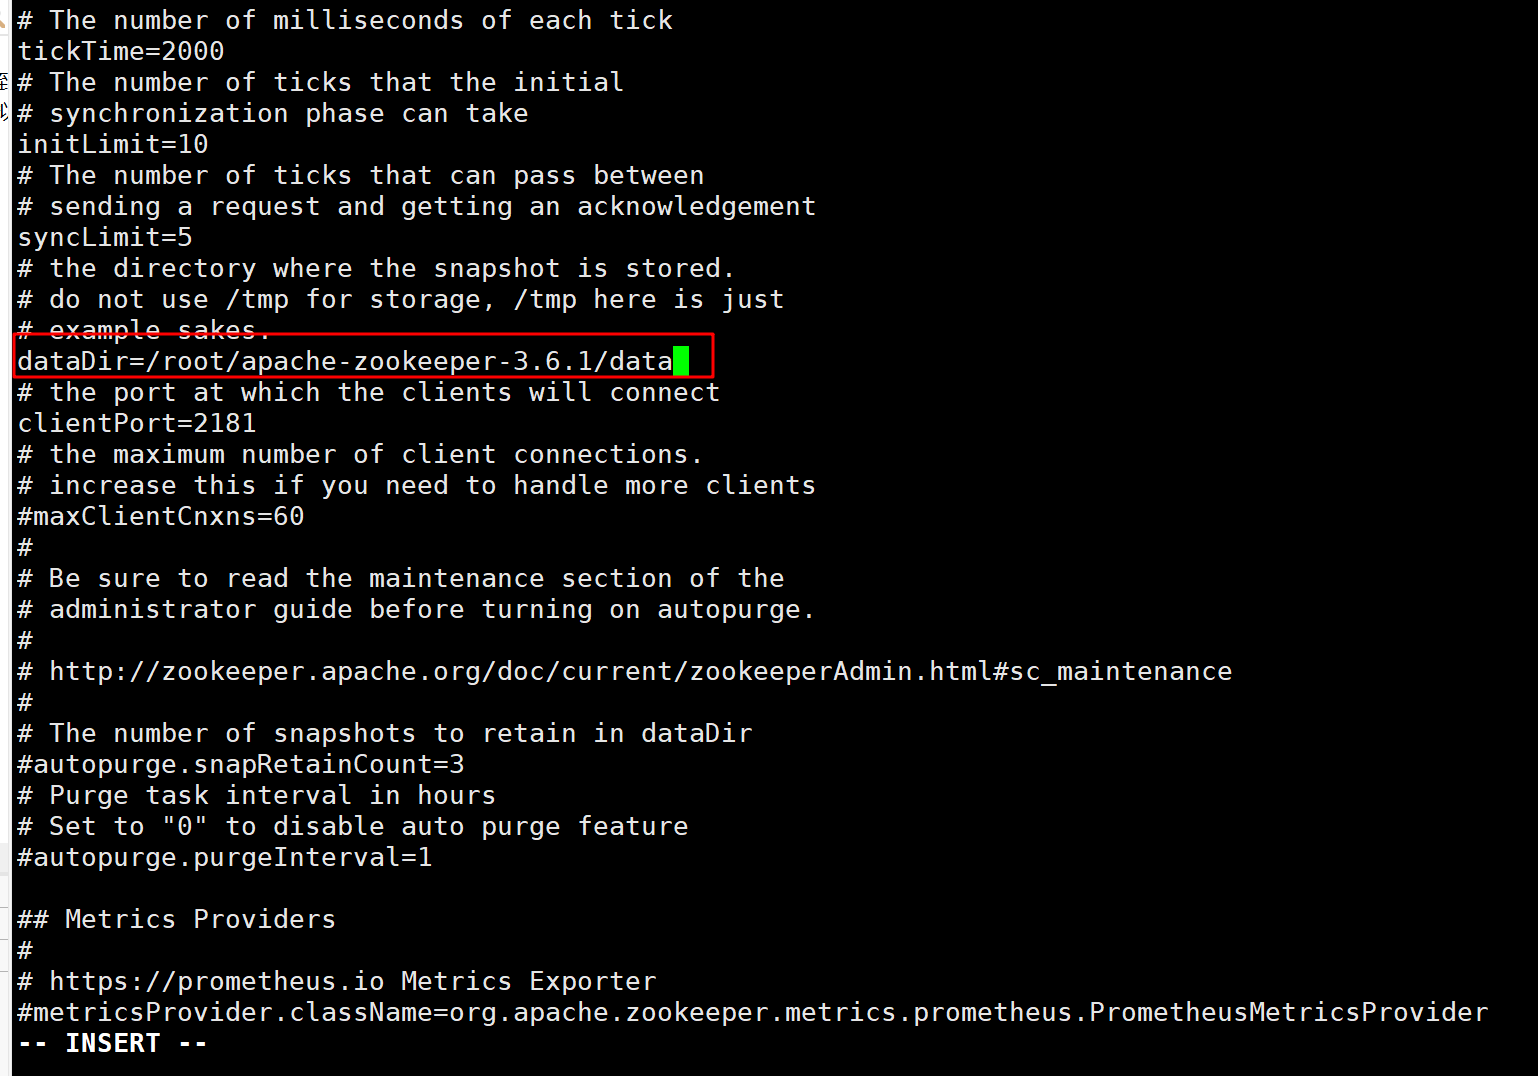 # The number of milliseconds of each tick
tickTime=2000
# The number of ticks that the initial
# synchronization phase can take
initLimit=10
# The number of ticks that can pass between
# sending a request and getting an acknowledgement
syncLimit=5
# the directory where the snapshot is stored.
# do not use /tmp for storage, /tmp here is just
# example sakes.
dataDir=/root/apache-zookeeper-3.6.1/data
# the port at which the clients will connect
clientPort=2181
# the maximum number of client connections.
# increase this if you need to handle more clients
#maxClientCnxns=60
#
# Be sure to read the maintenance section of the
# administrator guide before turning on autopurge.
#
# http://zookeeper.apache.org/doc/current/zookeeperAdmin.html#sc_maintenance
#
# The number of snapshots to retain in dataDir
#autopurge.snapRetainCount=3
# Purge task interval in hours
# Set to "0" to disable auto purge feature
#autopurge.purgeInterval=1

## Metrics Providers
#
# https://prometheus.io Metrics Exporter
#metricsProvider.className=org.apache.zookeeper.metrics.prometheus.PrometheusMetricsProvider
-- INSERT --